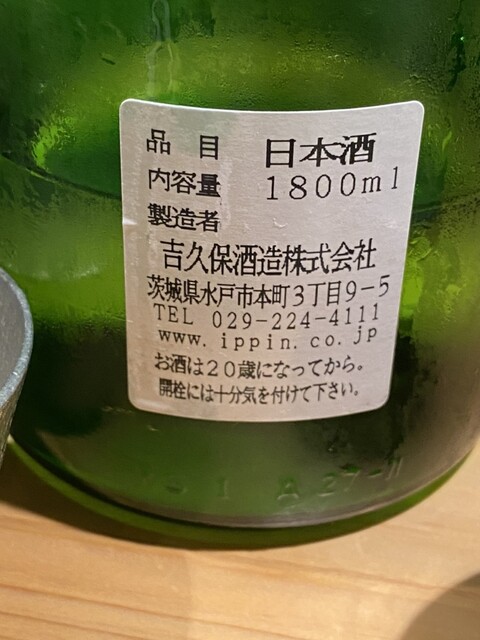 品目 日本酒
内容量 1800ml
製造者
吉久保酒造株式会社
茨城県水戸市本町3丁目9-5
TEL 029-224-4111
www.ippin.co.jp
お酒は20歳になってから。
開栓には十分気を付けて下さい。